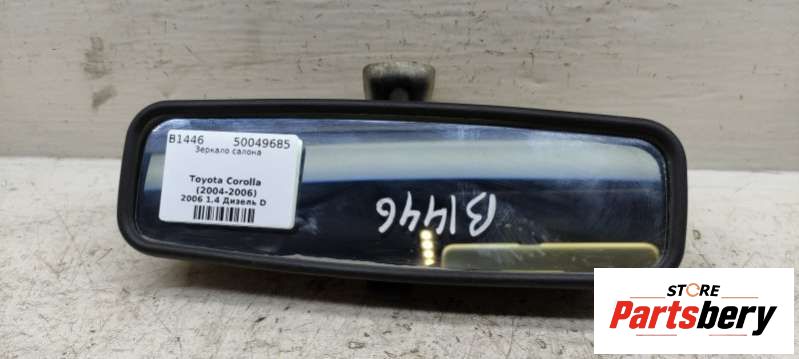 B1446 50049685
Зеркало салона
Toyota Corolla
(2004-2006)
2006 1.4 Дизель D
B1446
STORE
Partsbery